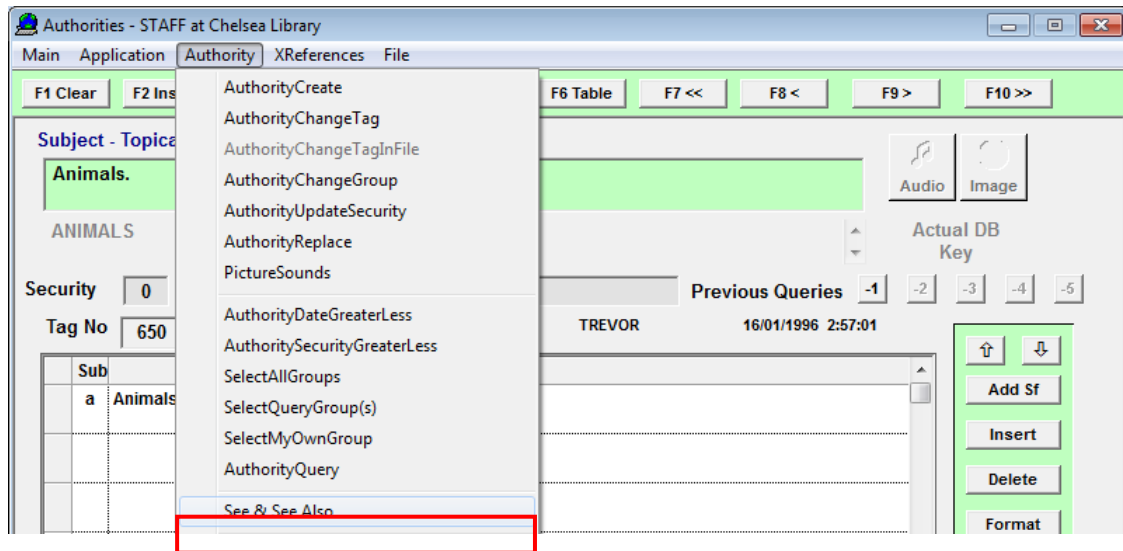 Authorities - STAFF at Chelsea Library
Main Application Authority XReferences File
F1 Clear F2 Ins F6 Table F7 << F8 < F9 > F10 >>
AuthorityCreate
AuthorityChangeTag
AuthorityChangeTagInFile
AuthorityChangeGroup
AuthorityUpdateSecurity
AuthorityReplace
PictureSounds
AuthorityDateGreaterLess
AuthoritySecurityGreaterLess
SelectAllGroups
SelectQueryGroup(s)
SelectMyOwnGroup
AuthorityQuery
See & See Also
Subject - Topica
Animals.
Audio Image
ANIMALS
Actual DB
Key
Security 0 Previous Queries -1 -2 -3 -4 -5
Tag No 650 TREVOR 16/01/1996 2:57:01
Sub
a Animals
Add Sf
Insert
Delete
Format